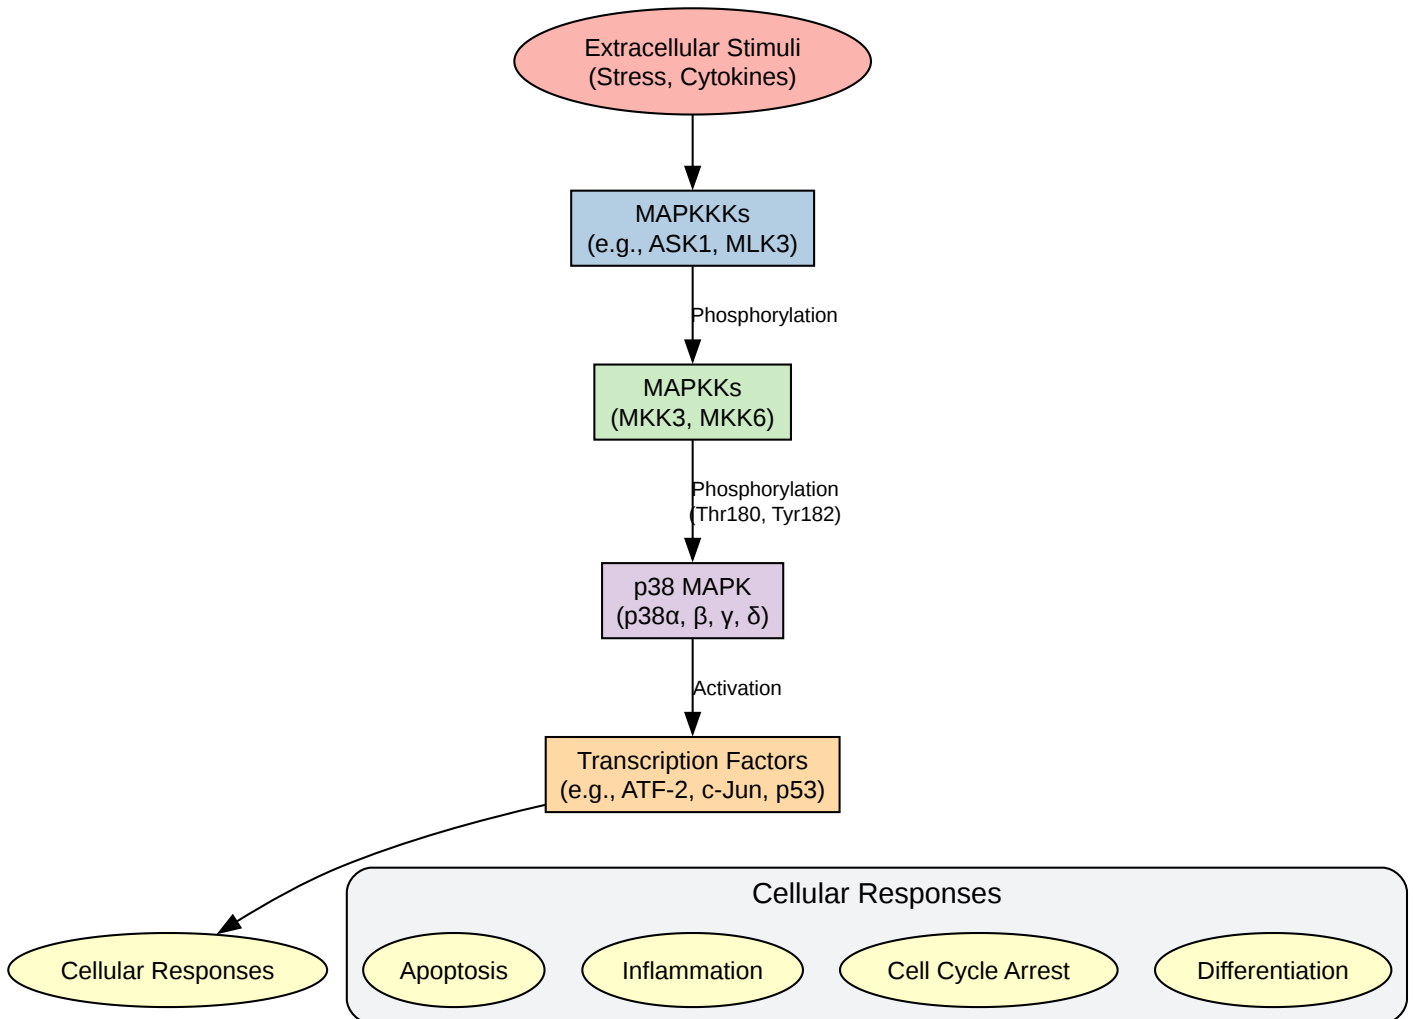 Extracellular Stimuli
(Stress, Cytokines)
MAPKKKs
(e.g., ASK1, MLK3)
Phosphorylation
MAPKKs
(MKK3, MKK6)
Phosphorylation
(Thr180, Tyr182)
p38 MAPK
(p38α, β, γ, δ)
Activation
Transcription Factors
(e.g., ATF-2, c-Jun, p53)
Cellular Responses
Cellular Responses
Apoptosis
Inflammation
Cell Cycle Arrest
Differentiation